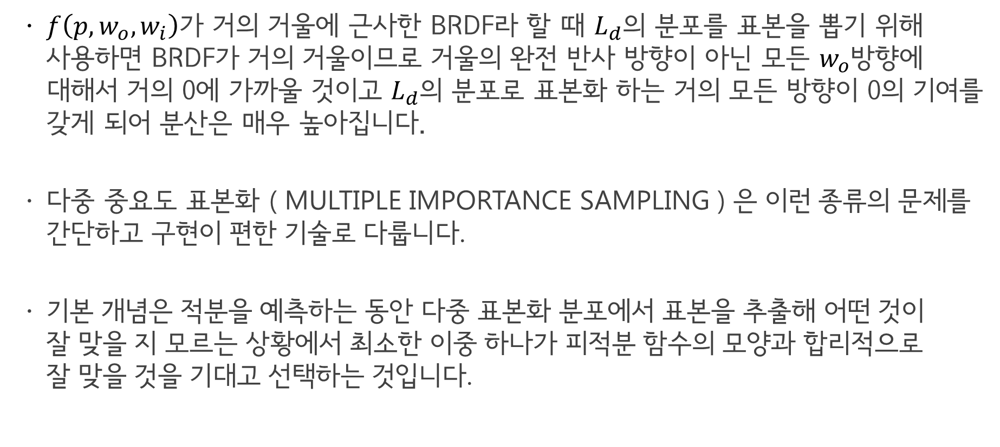 · f(p, w_o, w_i)가 거의 거울에 근사한 BRDF라 할 때 L_d의 분포를 표본을 뽑기 위해
사용하면 BRDF가 거의 거울이므로 거울의 완전 반사 방향이 아닌 모든 w_o방향에
대해서 거의 0에 가까울 것이고 L_d의 분포로 표본화 하는 거의 모든 방향이 0의 기여를
갖게 되어 분산은 매우 높아집니다.
· 다중 중요도 표본화 ( MULTIPLE IMPORTANCE SAMPLING ) 은 이런 종류의 문제를
간단하고 구현이 편한 기술로 다룹니다.
· 기본 개념은 적분을 예측하는 동안 다중 표본화 분포에서 표본을 추출해 어떤 것이
잘 맞을 지 모르는 상황에서 최소한 이중 하나가 피적분 함수의 모양과 합리적으로
잘 맞을 것을 기대고 선택하는 것입니다.